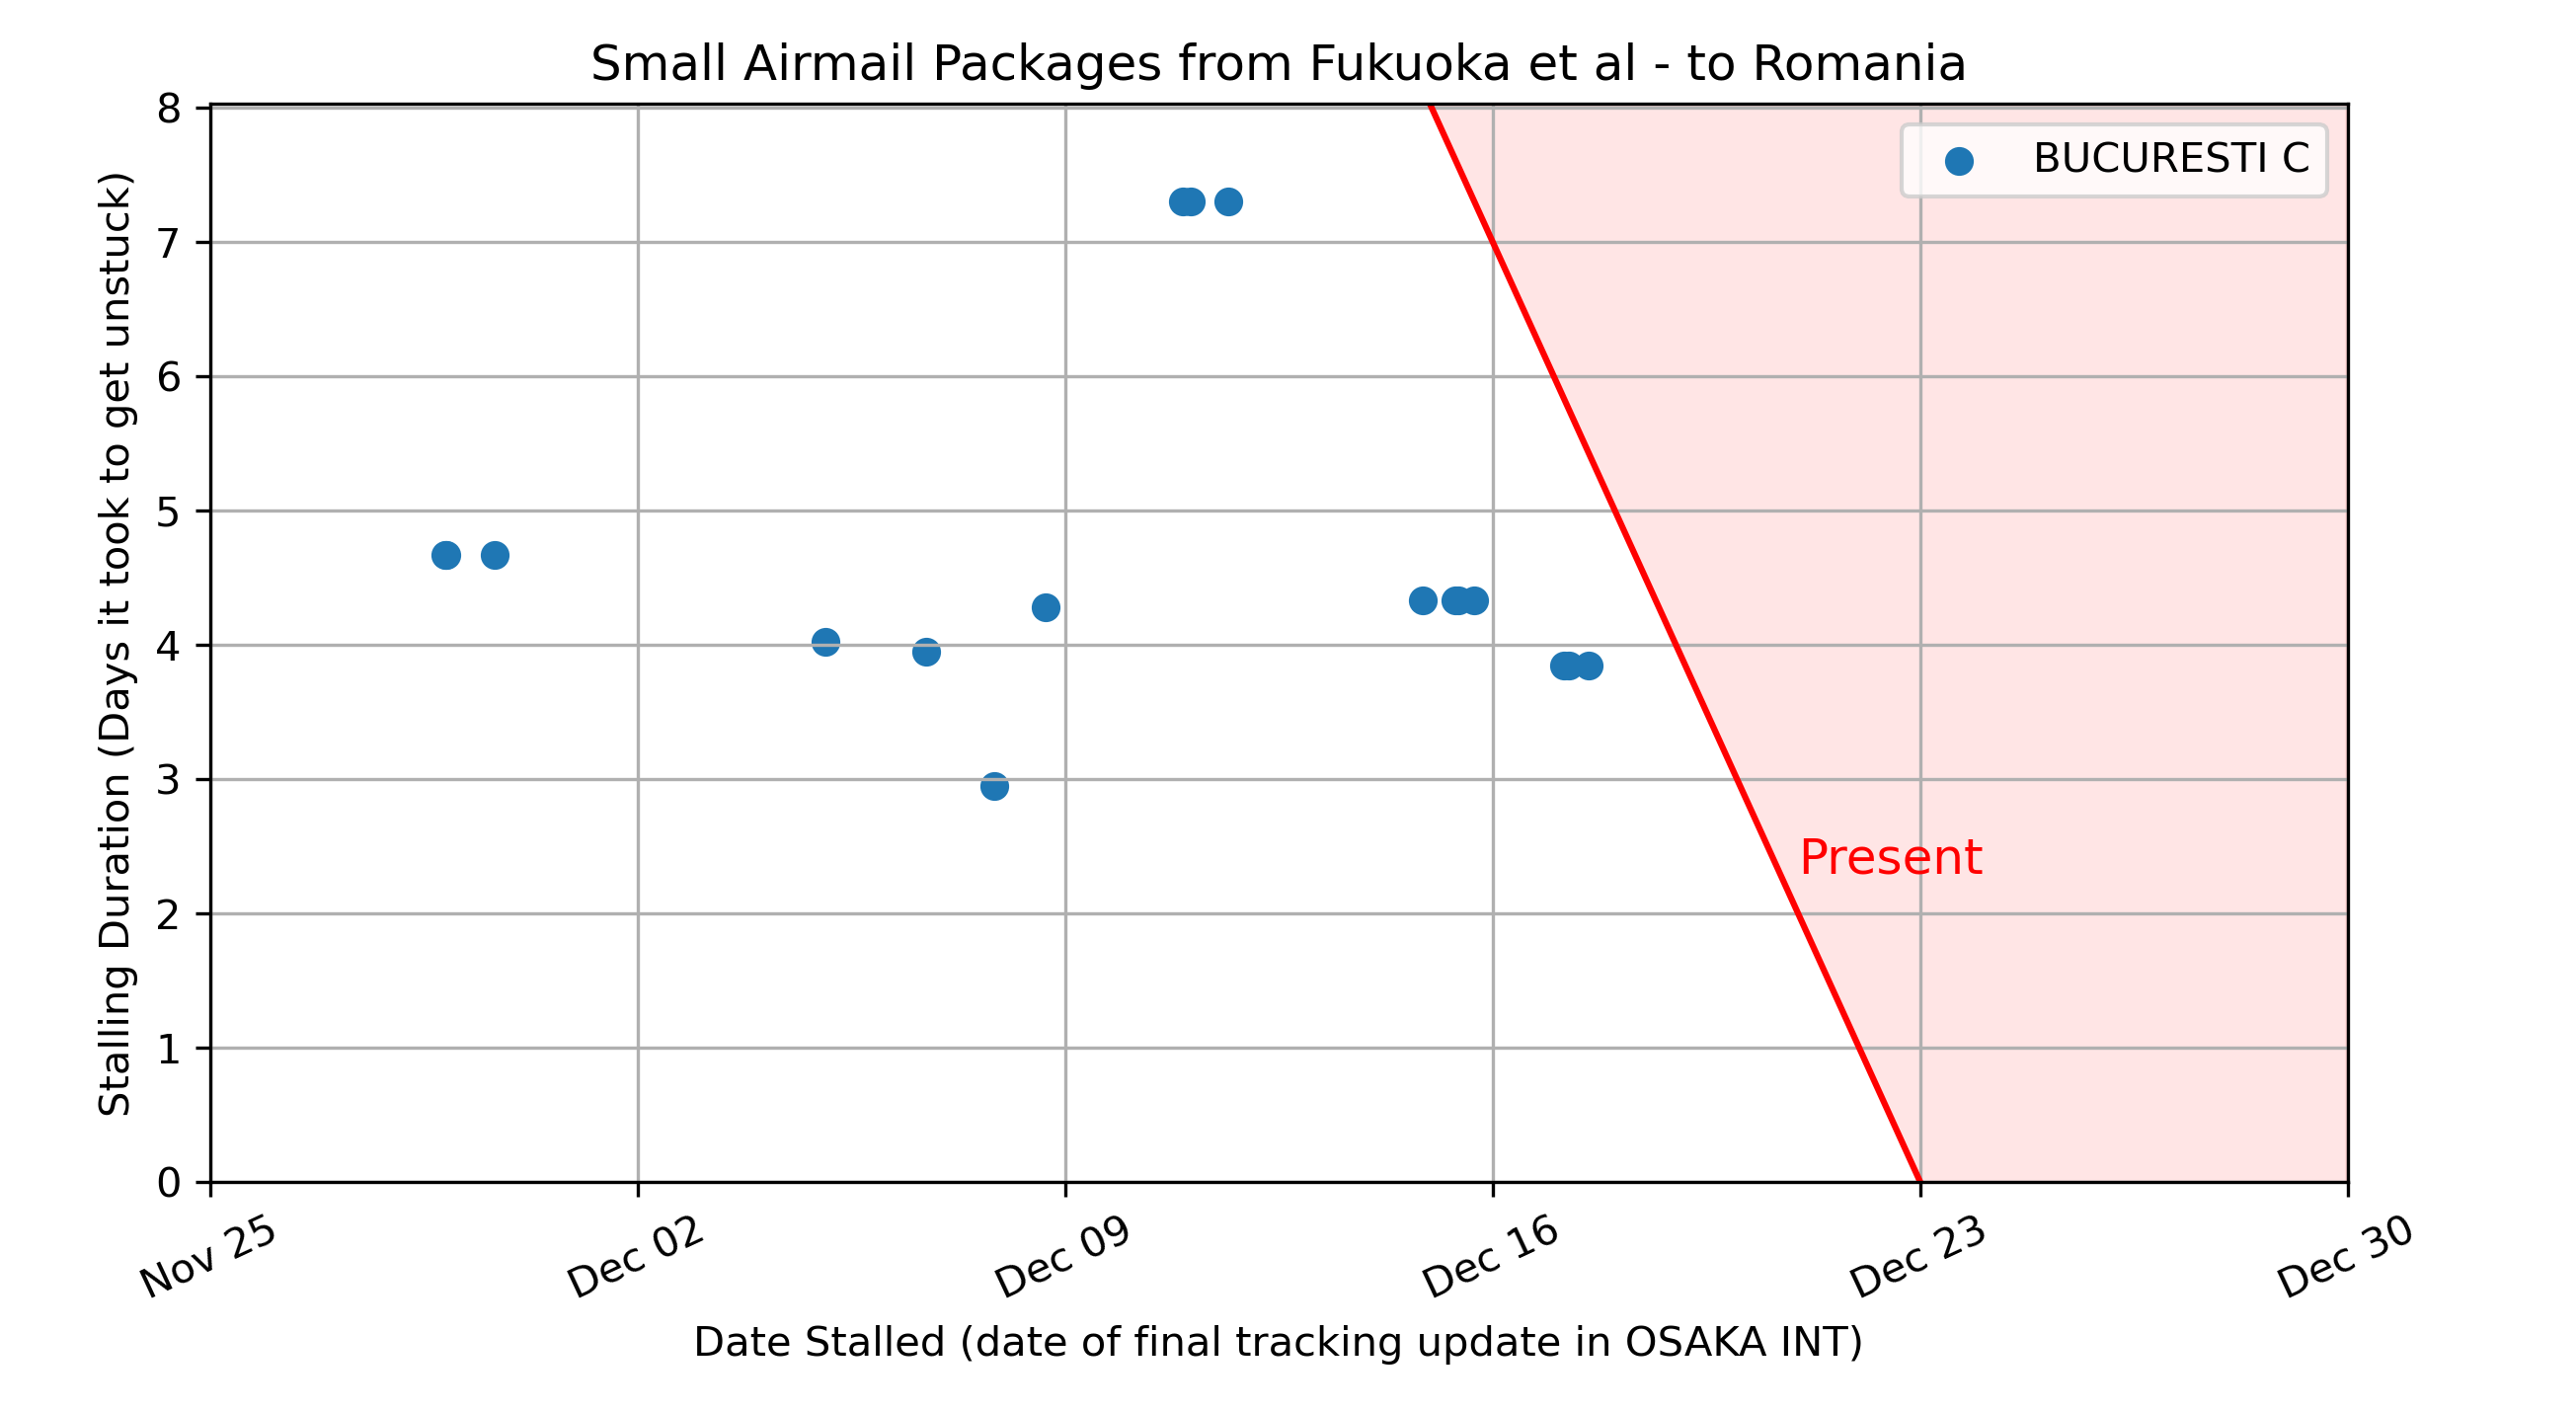 Small Airmail Packages from Fukuoka et al - to Romania
8
7
6
5
4
3
2
1
0
Stalling Duration (Days it took to get unstuck)
BUCURESTI C
Present
Nov 25
Dec 02
Dec 09
Dec 16
Dec 23
Dec 30
Date Stalled (date of final tracking update in OSAKA INT)